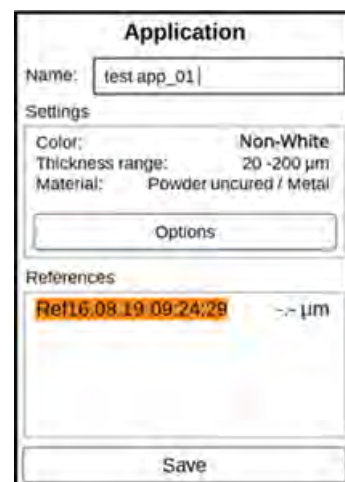 Application
Name: test app_01
Settings
Color: Non-White
Thickness range: 20 -200 µm
Material: Powder uncured / Metal
Options
References
Ref16.08.19 09:24:29 -.- µm
Save